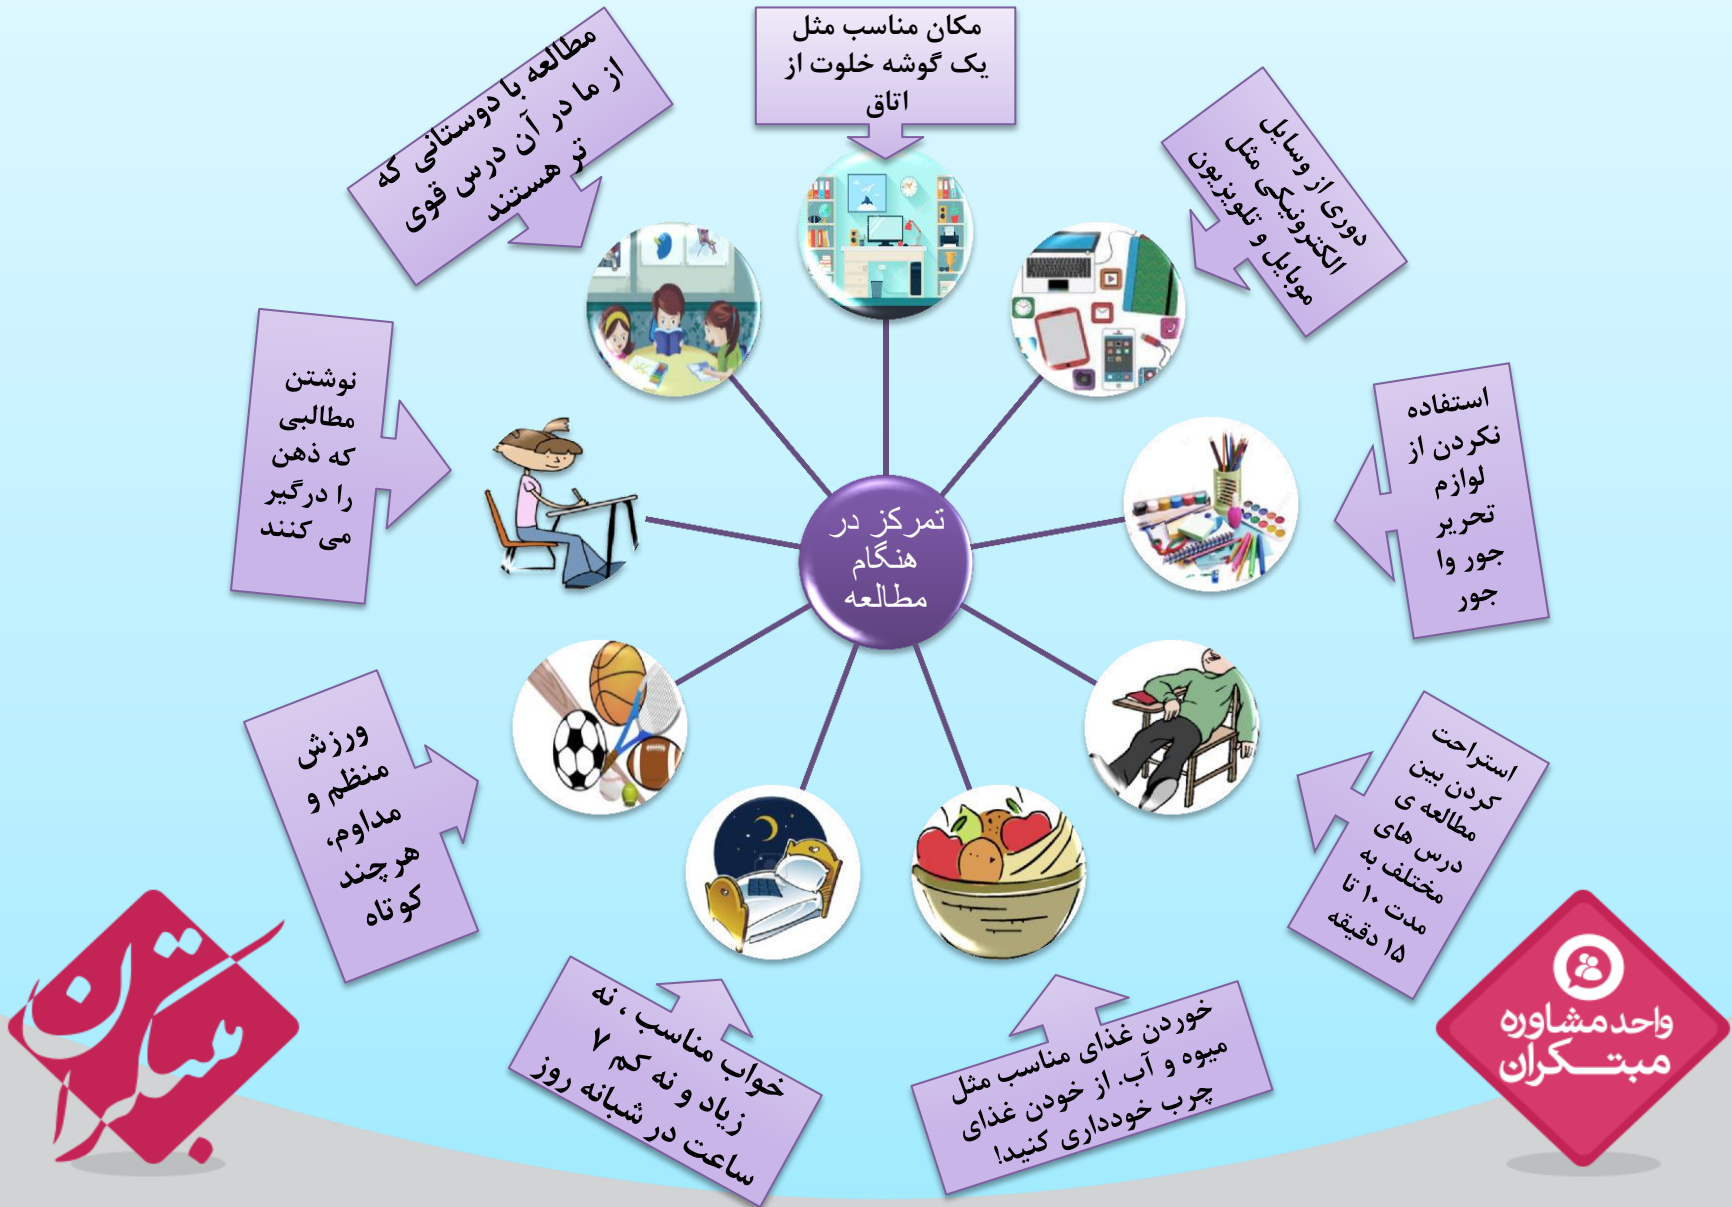 مکان مناسب مثل
یک گوشه خلوت از
اتاق
دوری از وسایل
الکترونیکی مثل
موبایل و تلویزیون
استفاده
نکردن از
لوازم
تحریر
جور وا
جور
استراحت
کردن بین
مطالعه ی
درس های
مختلف به
مدت ۱۰ تا
۱۵ دقیقه
خوردن غذای مناسب مثل
میوه و آب. از خودن غذای
چرب خودداری کنید!
خواب مناسب ، نه
زیاد و نه کم ۷
ساعت در شبانه روز
ورزش
منظم و
مداوم،
هرچند
کوتاه
نوشتن
مطالبی
که ذهن
را درگیر
می کنند
مطالعه با دوستانی که
از ما در آن درس قوی
تر هستند
تمرکز در
هنگام
مطالعه
واحد مشاوره
مبتکران
مبتکران